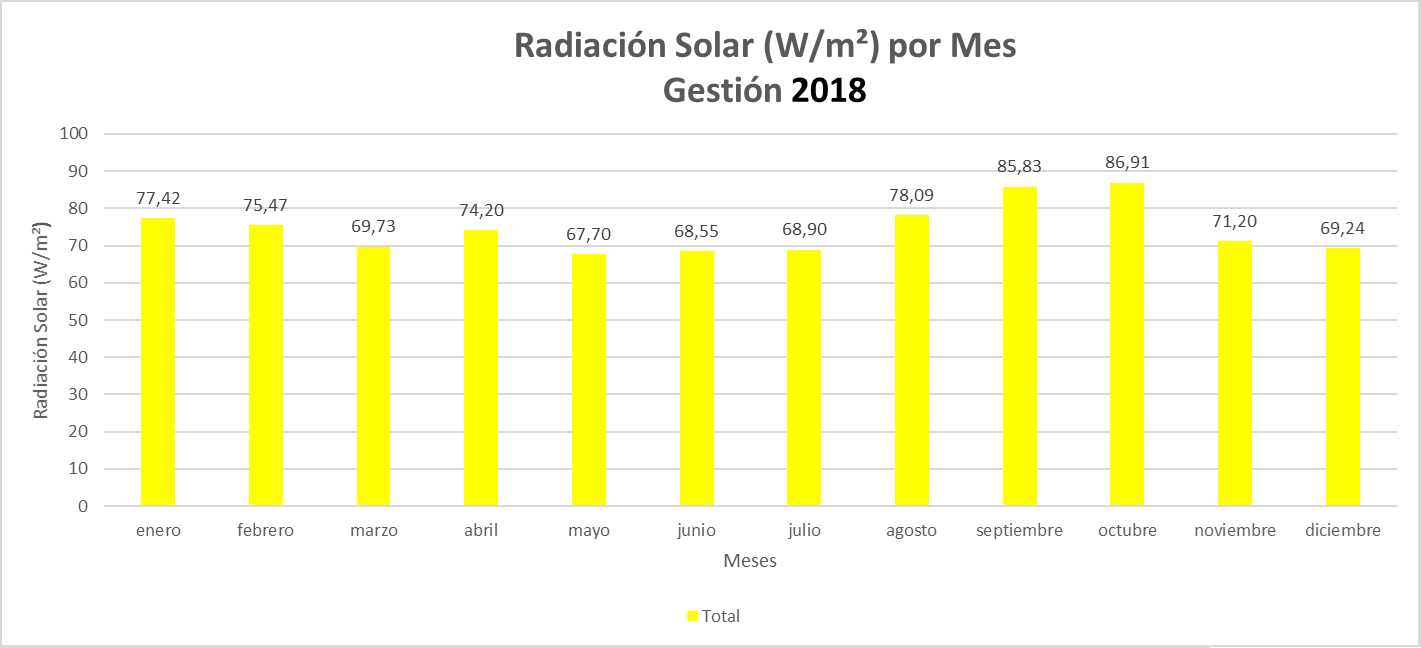 Radiación Solar (W/m²) por Mes
Gestión 2018
Radiación Solar (W/m²)
100
90
80
70
60
50
40
30
20
10
0
77,42
75,47
69,73
74,20
67,70
68,55
68,90
78,09
85,83
86,91
71,20
69,24
enero
febrero
marzo
abril
mayo
junio
julio
agosto
septiembre
octubre
noviembre
diciembre
Meses
Total